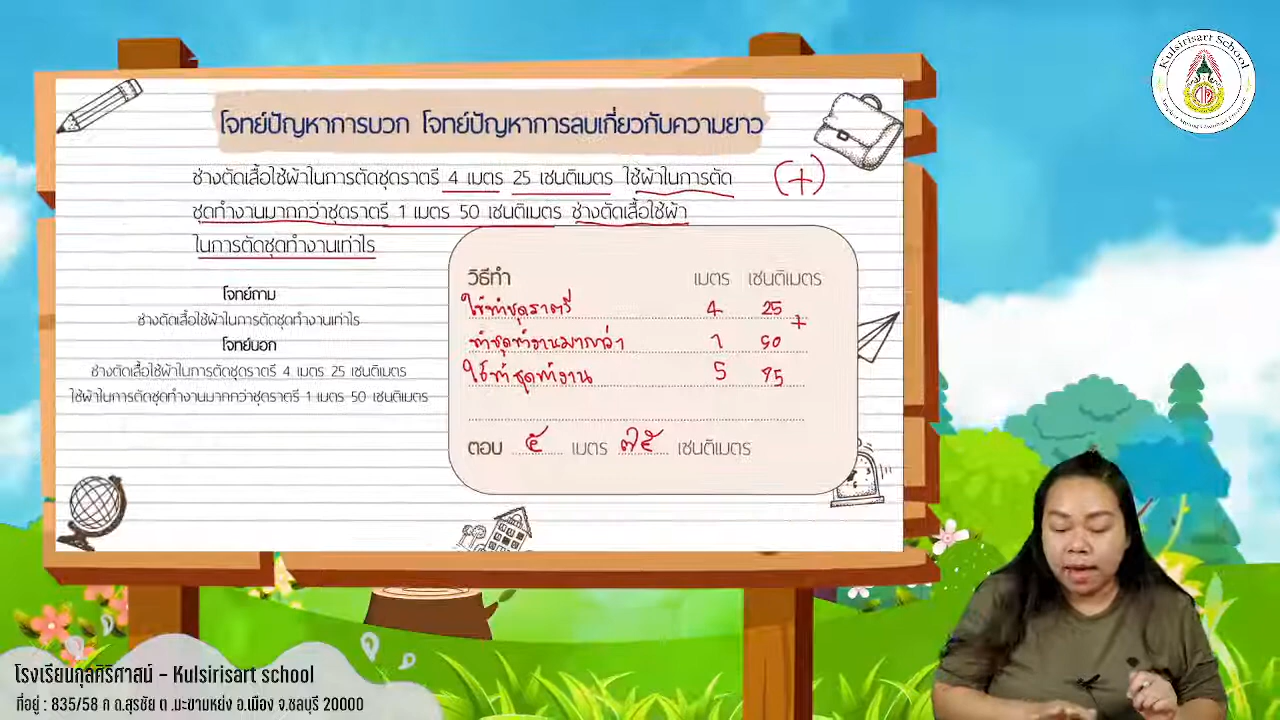 Kulsirisart School
โจทย์ปัญหาการบวก โจทย์ปัญหาการลบเกี่ยวกับความยาว
ช่างตัดเสื้อใช้ผ้าในการตัดชุดราตรี 4 เมตร 25 เซนติเมตร ใช้ผ้าในการตัด (+)
ชุดทำงานมากกว่าชุดราตรี 1 เมตร 50 เซนติเมตร ช่างตัดเสื้อใช้ผ้า
ในการตัดชุดทำงานเท่าไร
โจทย์ถาม
ช่างตัดเสื้อใช้ผ้าในการตัดชุดทำงานเท่าไร
โจทย์บอก
ช่างตัดเสื้อใช้ผ้าในการตัดชุดราตรี 4 เมตร 25 เซนติเมตร
ใช้ผ้าในการตัดชุดทำงานมากกว่าชุดราตรี 1 เมตร 50 เซนติเมตร
วิธีทำ เมตร เซนติเมตร
ใช้ทำชุดราตรี 4 25
+
ทำชุดทำงานมากกว่า 1 50
ใช้ทำชุดทำงาน 5 75
ตอบ ๕ เมตร ๗๕ เซนติเมตร
โรงเรียนกุลศิริศาสน์ - Kulsirisart school
ที่อยู่ : 835/58 ก ถ.สุรชัย ต .มะขามหย่ง อ.เมือง จ.ชลบุรี 20000